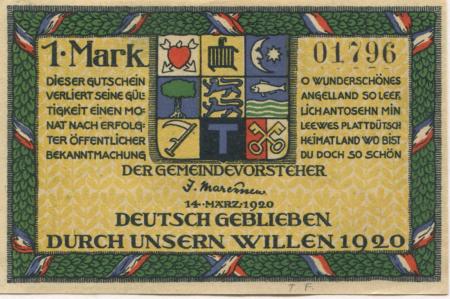 1·Mark
01796
DIESER GUTSCHEIN
VERLIERT SEINE GÜL-
TIGKEIT EINEN MO-
NAT NACH ERFOLG-
TER ÖFFENTLICHER
BEKANNTMACHUNG
T
O WUNDERSCHÖNES
ANGELLAND SO LEEF
LICH ANTOSEHN MIN
LEEWES PLATTDÜTSCH
HEIMATLAND WO BIST
DU DOCH SO SCHÖN
DER GEMEINDEVORSTEHER
14·MÄRZ·1920
DEUTSCH GEBLIEBEN
DURCH UNSERN WILLEN 1920
T F.